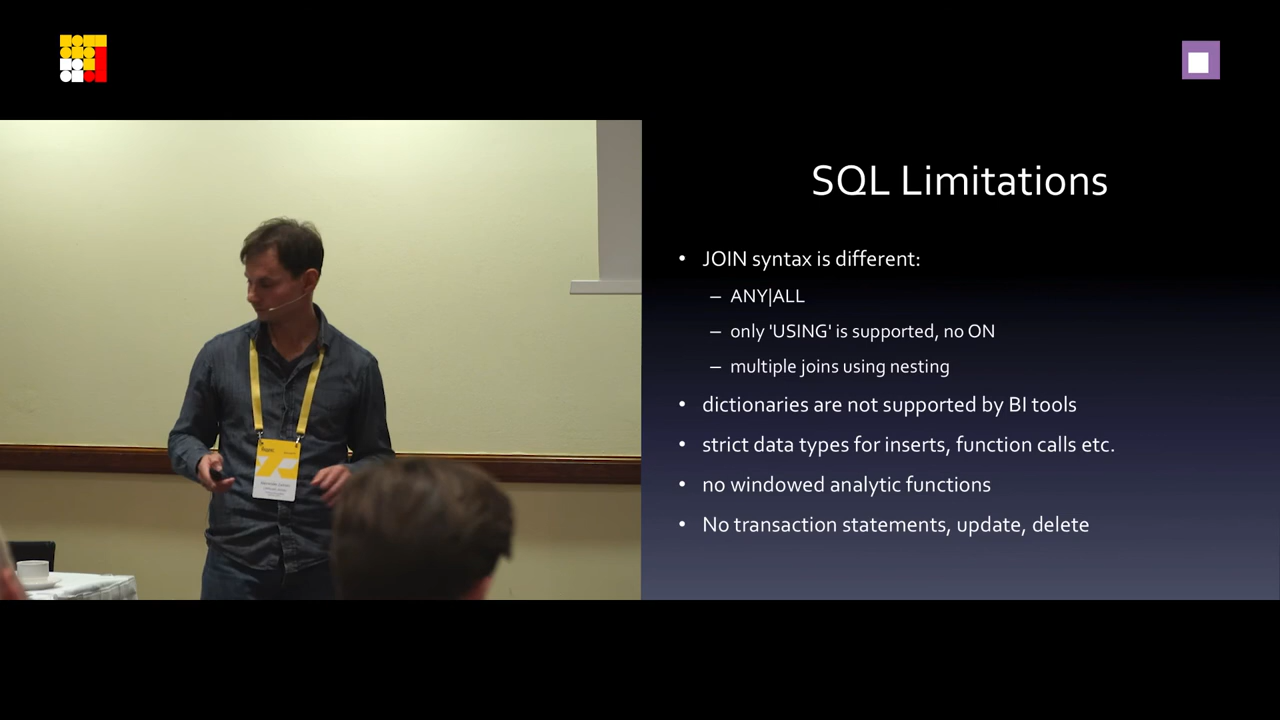 SQL Limitations
• JOIN syntax is different:
– ANY|ALL
– only 'USING' is supported, no ON
– multiple joins using nesting
• dictionaries are not supported by BI tools
• strict data types for inserts, function calls etc.
• no windowed analytic functions
• No transaction statements, update, delete